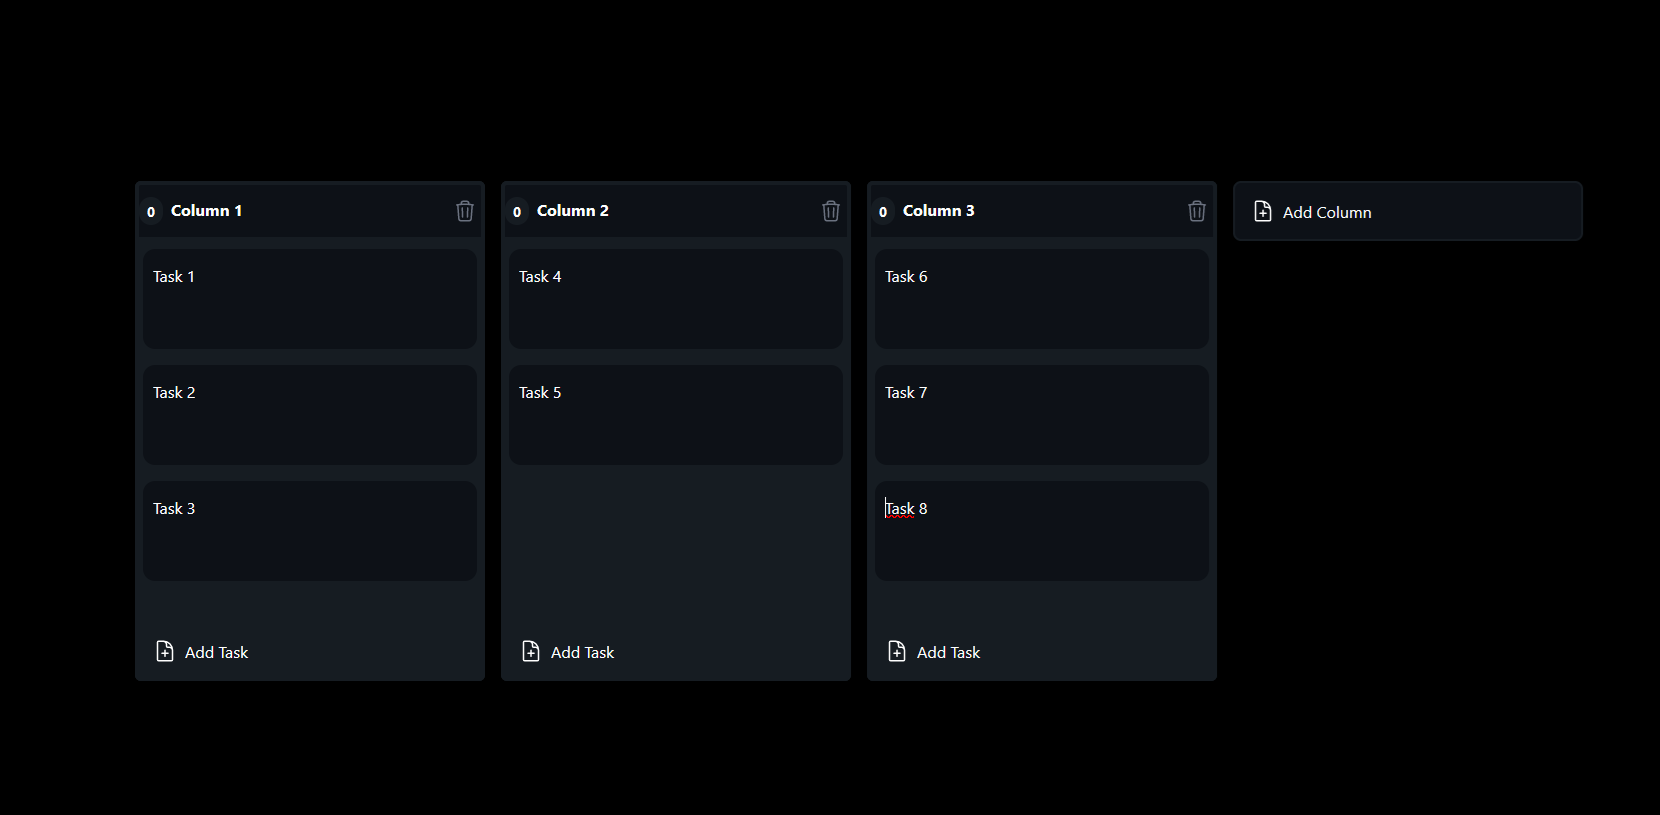 0 Column 1
Task 1
Task 2
Task 3
Add Task
0 Column 2
Task 4
Task 5
Add Task
0 Column 3
Task 6
Task 7
Task 8
Add Task
Add Column